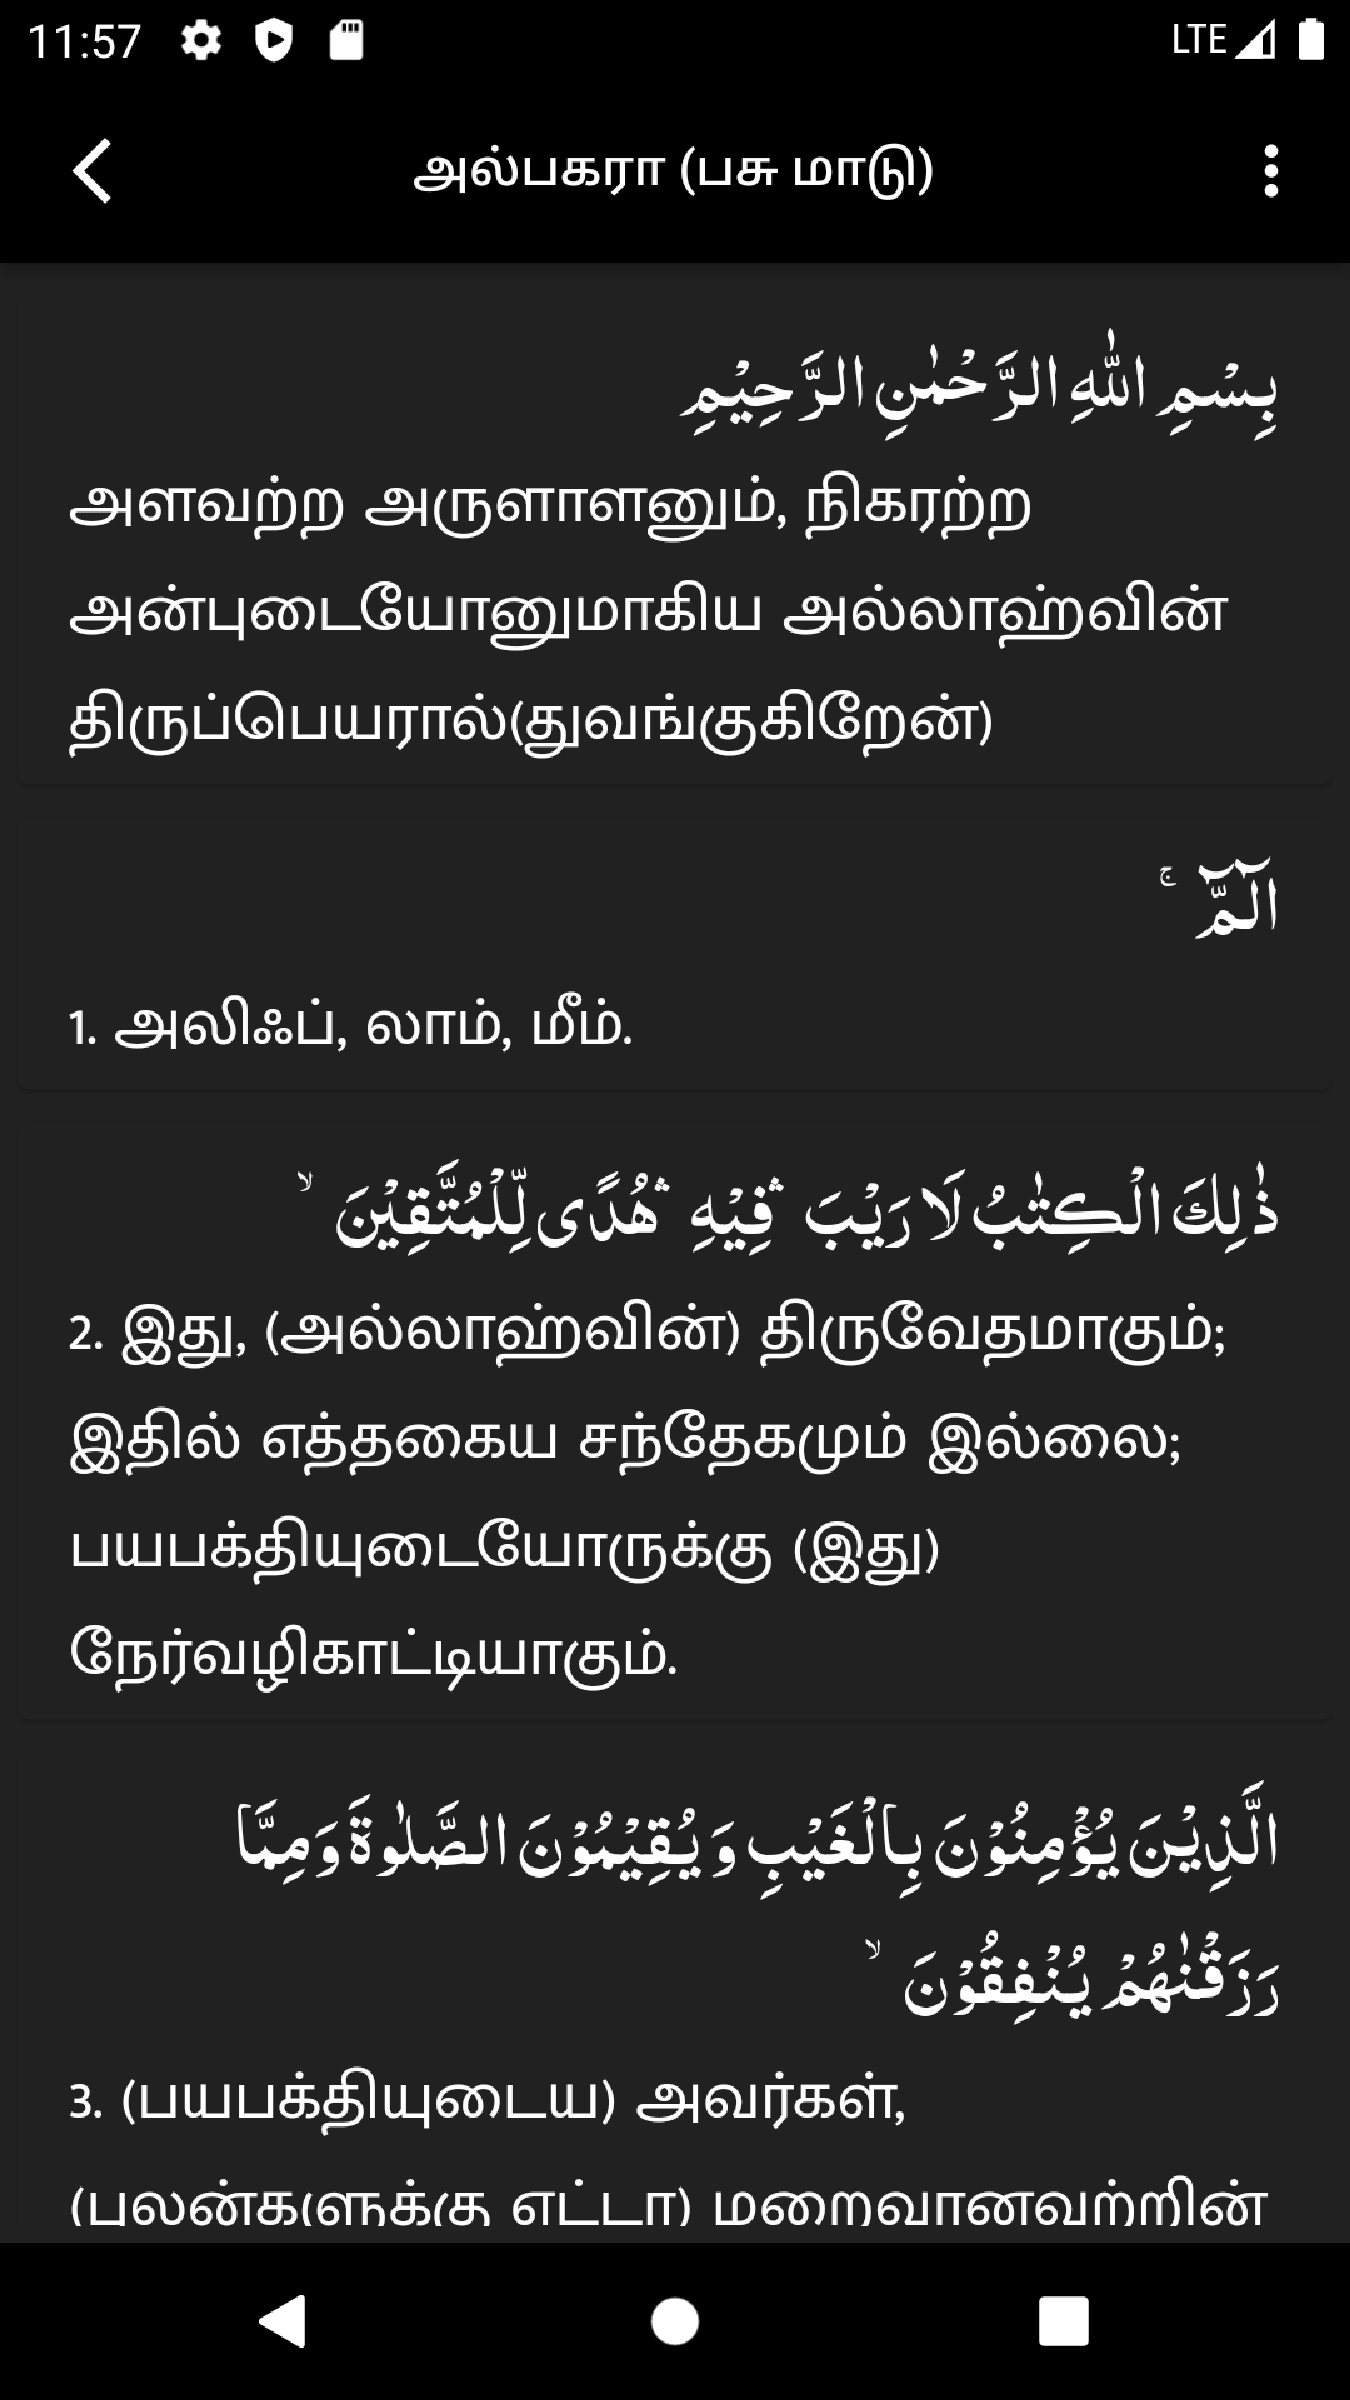 11:57 LTE
அல்பகரா (பசு மாடு)
بِسْمِ اللّٰهِ الرَّحْمٰنِ الرَّحِيْمِ
அளவற்ற அருளாளனும், நிகரற்ற
அன்புடையோனுமாகிய அல்லாஹ்வின்
திருப்பெயரால்(துவங்குகிறேன்)
الٓمّٓ ۚ
1. அலிஃப், லாம், மீம்.
ذٰلِكَ الْڪِتٰبُ لَا رَيْبَ ۛ فِيْهِ ۛ هُدًى لِّلْمُتَّقِيْنَ ۙ
2. இது, (அல்லாஹ்வின்) திருவேதமாகும்;
இதில் எத்தகைய சந்தேகமும் இல்லை;
பயபக்தியுடையோருக்கு (இது)
நேர்வழிகாட்டியாகும்.
الَّذِيْنَ يُؤْمِنُوْنَ بِالْغَيْبِ وَ يُقِيْمُوْنَ الصَّلٰوةَ وَمِمَّا
رَزَقْنٰهُمْ يُنْفِقُوْنَ ۙ
3. (பயபக்தியுடைய) அவர்கள்,
(புலன்களுக்கு எட்டா) மறைவானவற்றின்